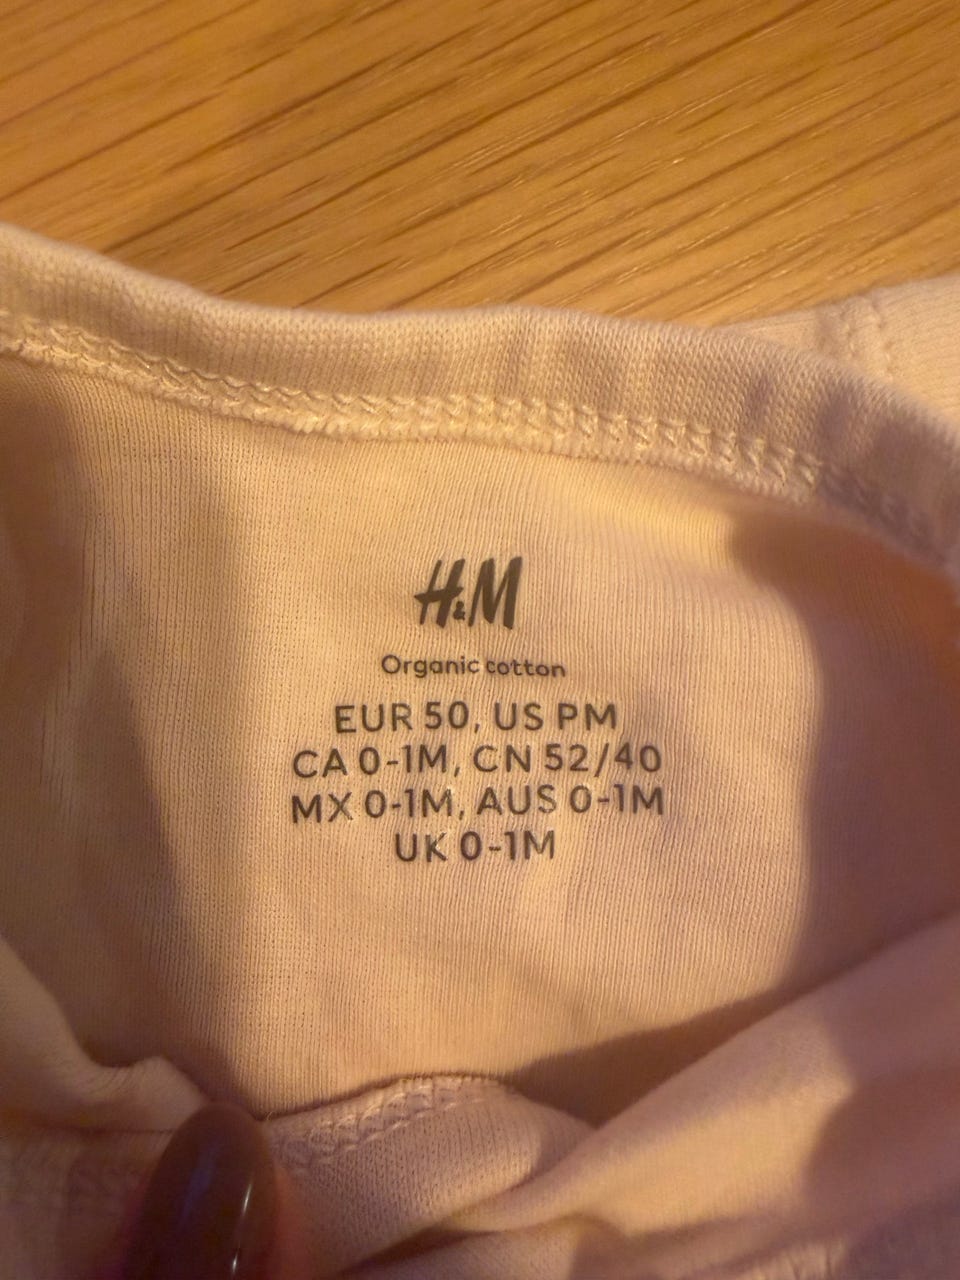 H&M
Organic cotton
EUR 50, US PM
CA 0-1M, CN 52/40
MX 0-1M, AUS 0-1M
UK 0-1M